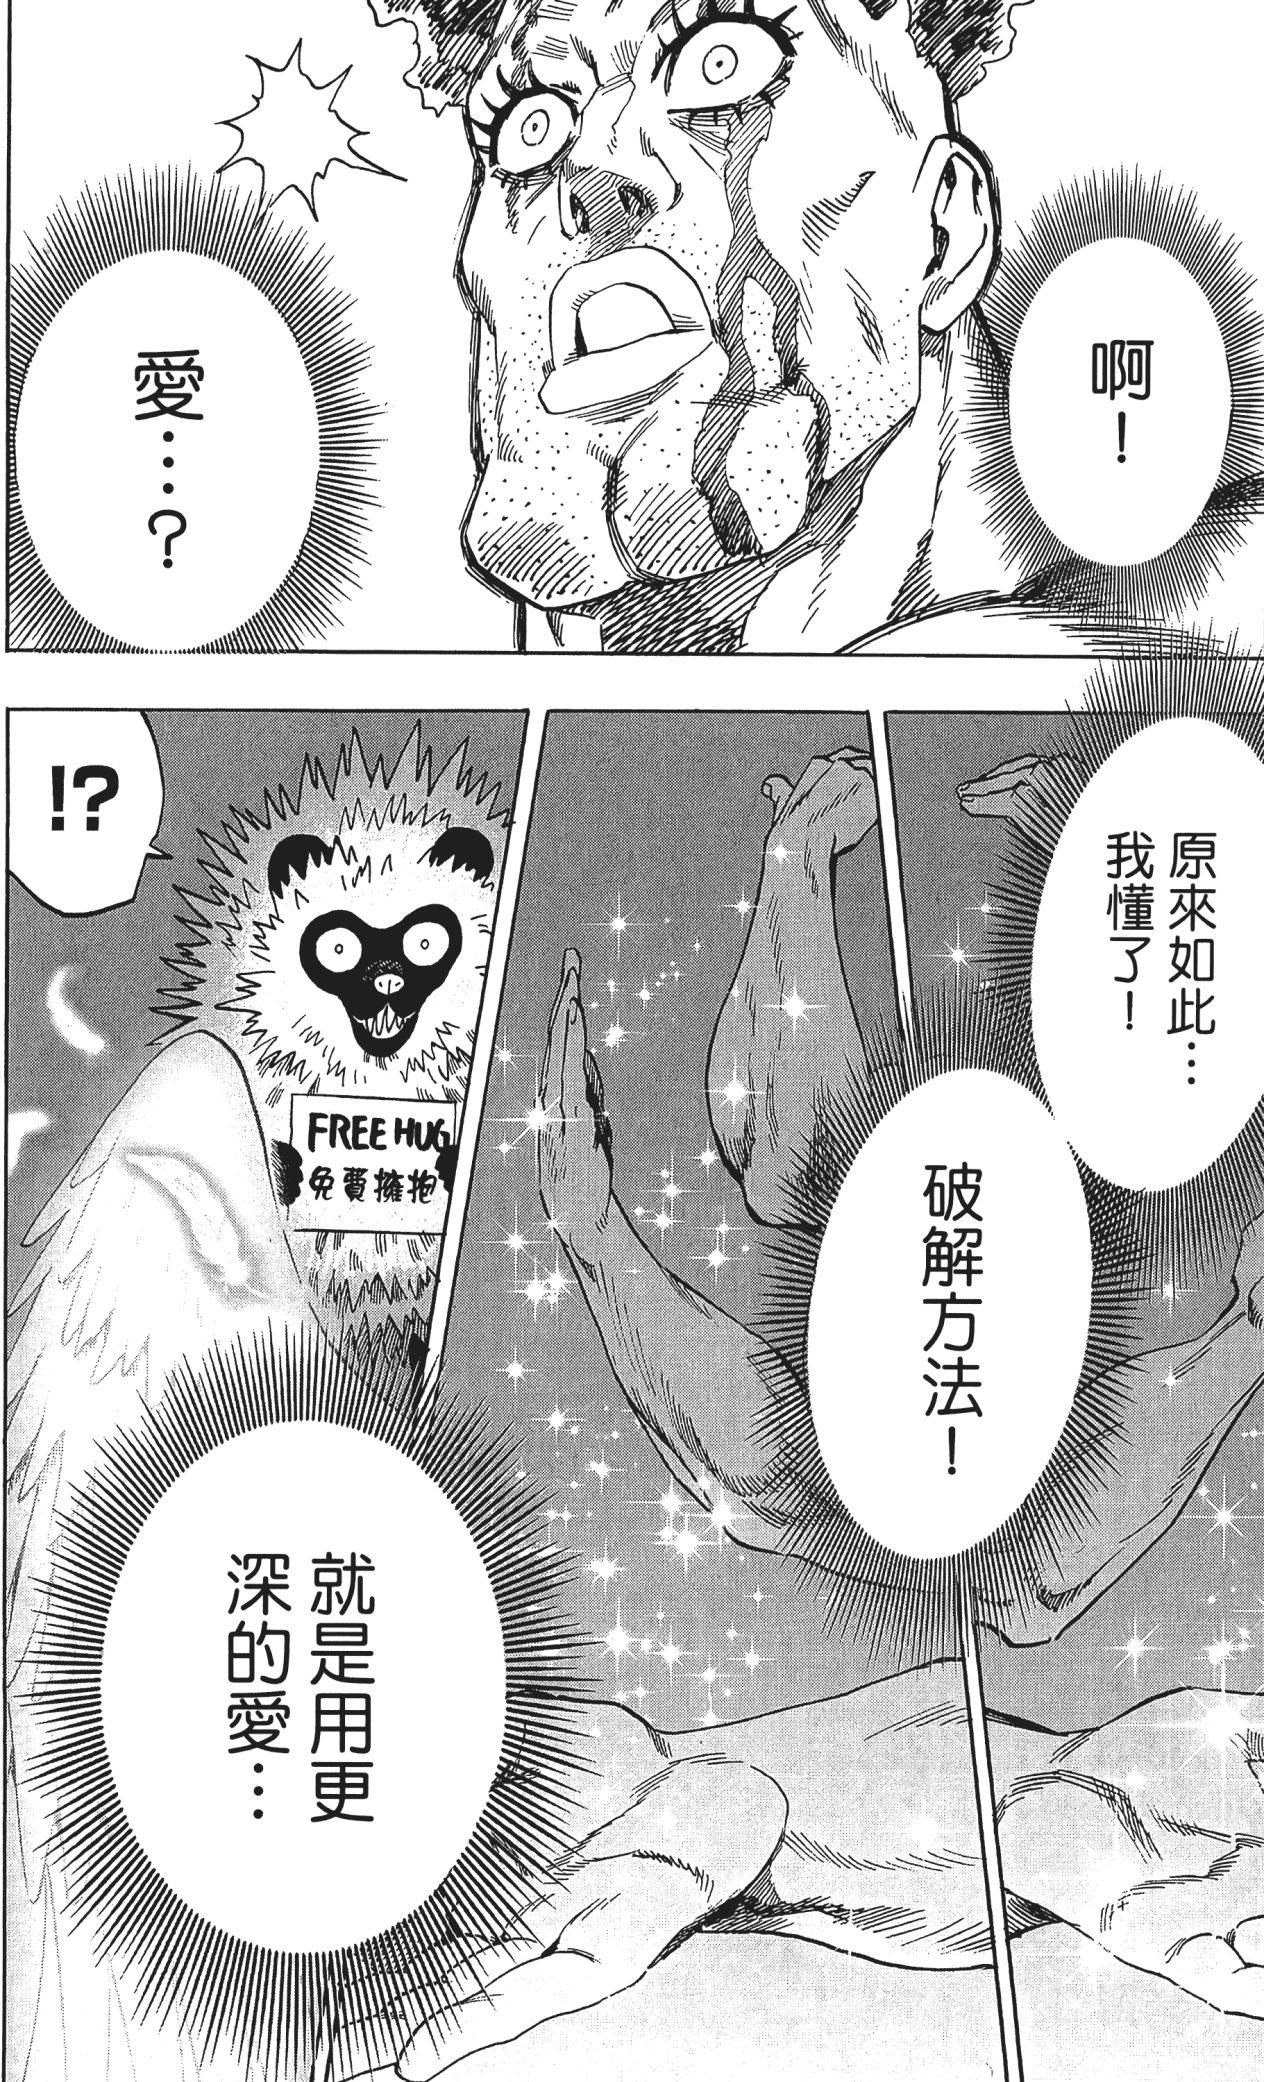 啊！
愛……？
原來如此…
我懂了！
破解方法！
!?
FREE HUG
免費擁抱
就是用更
深的愛…